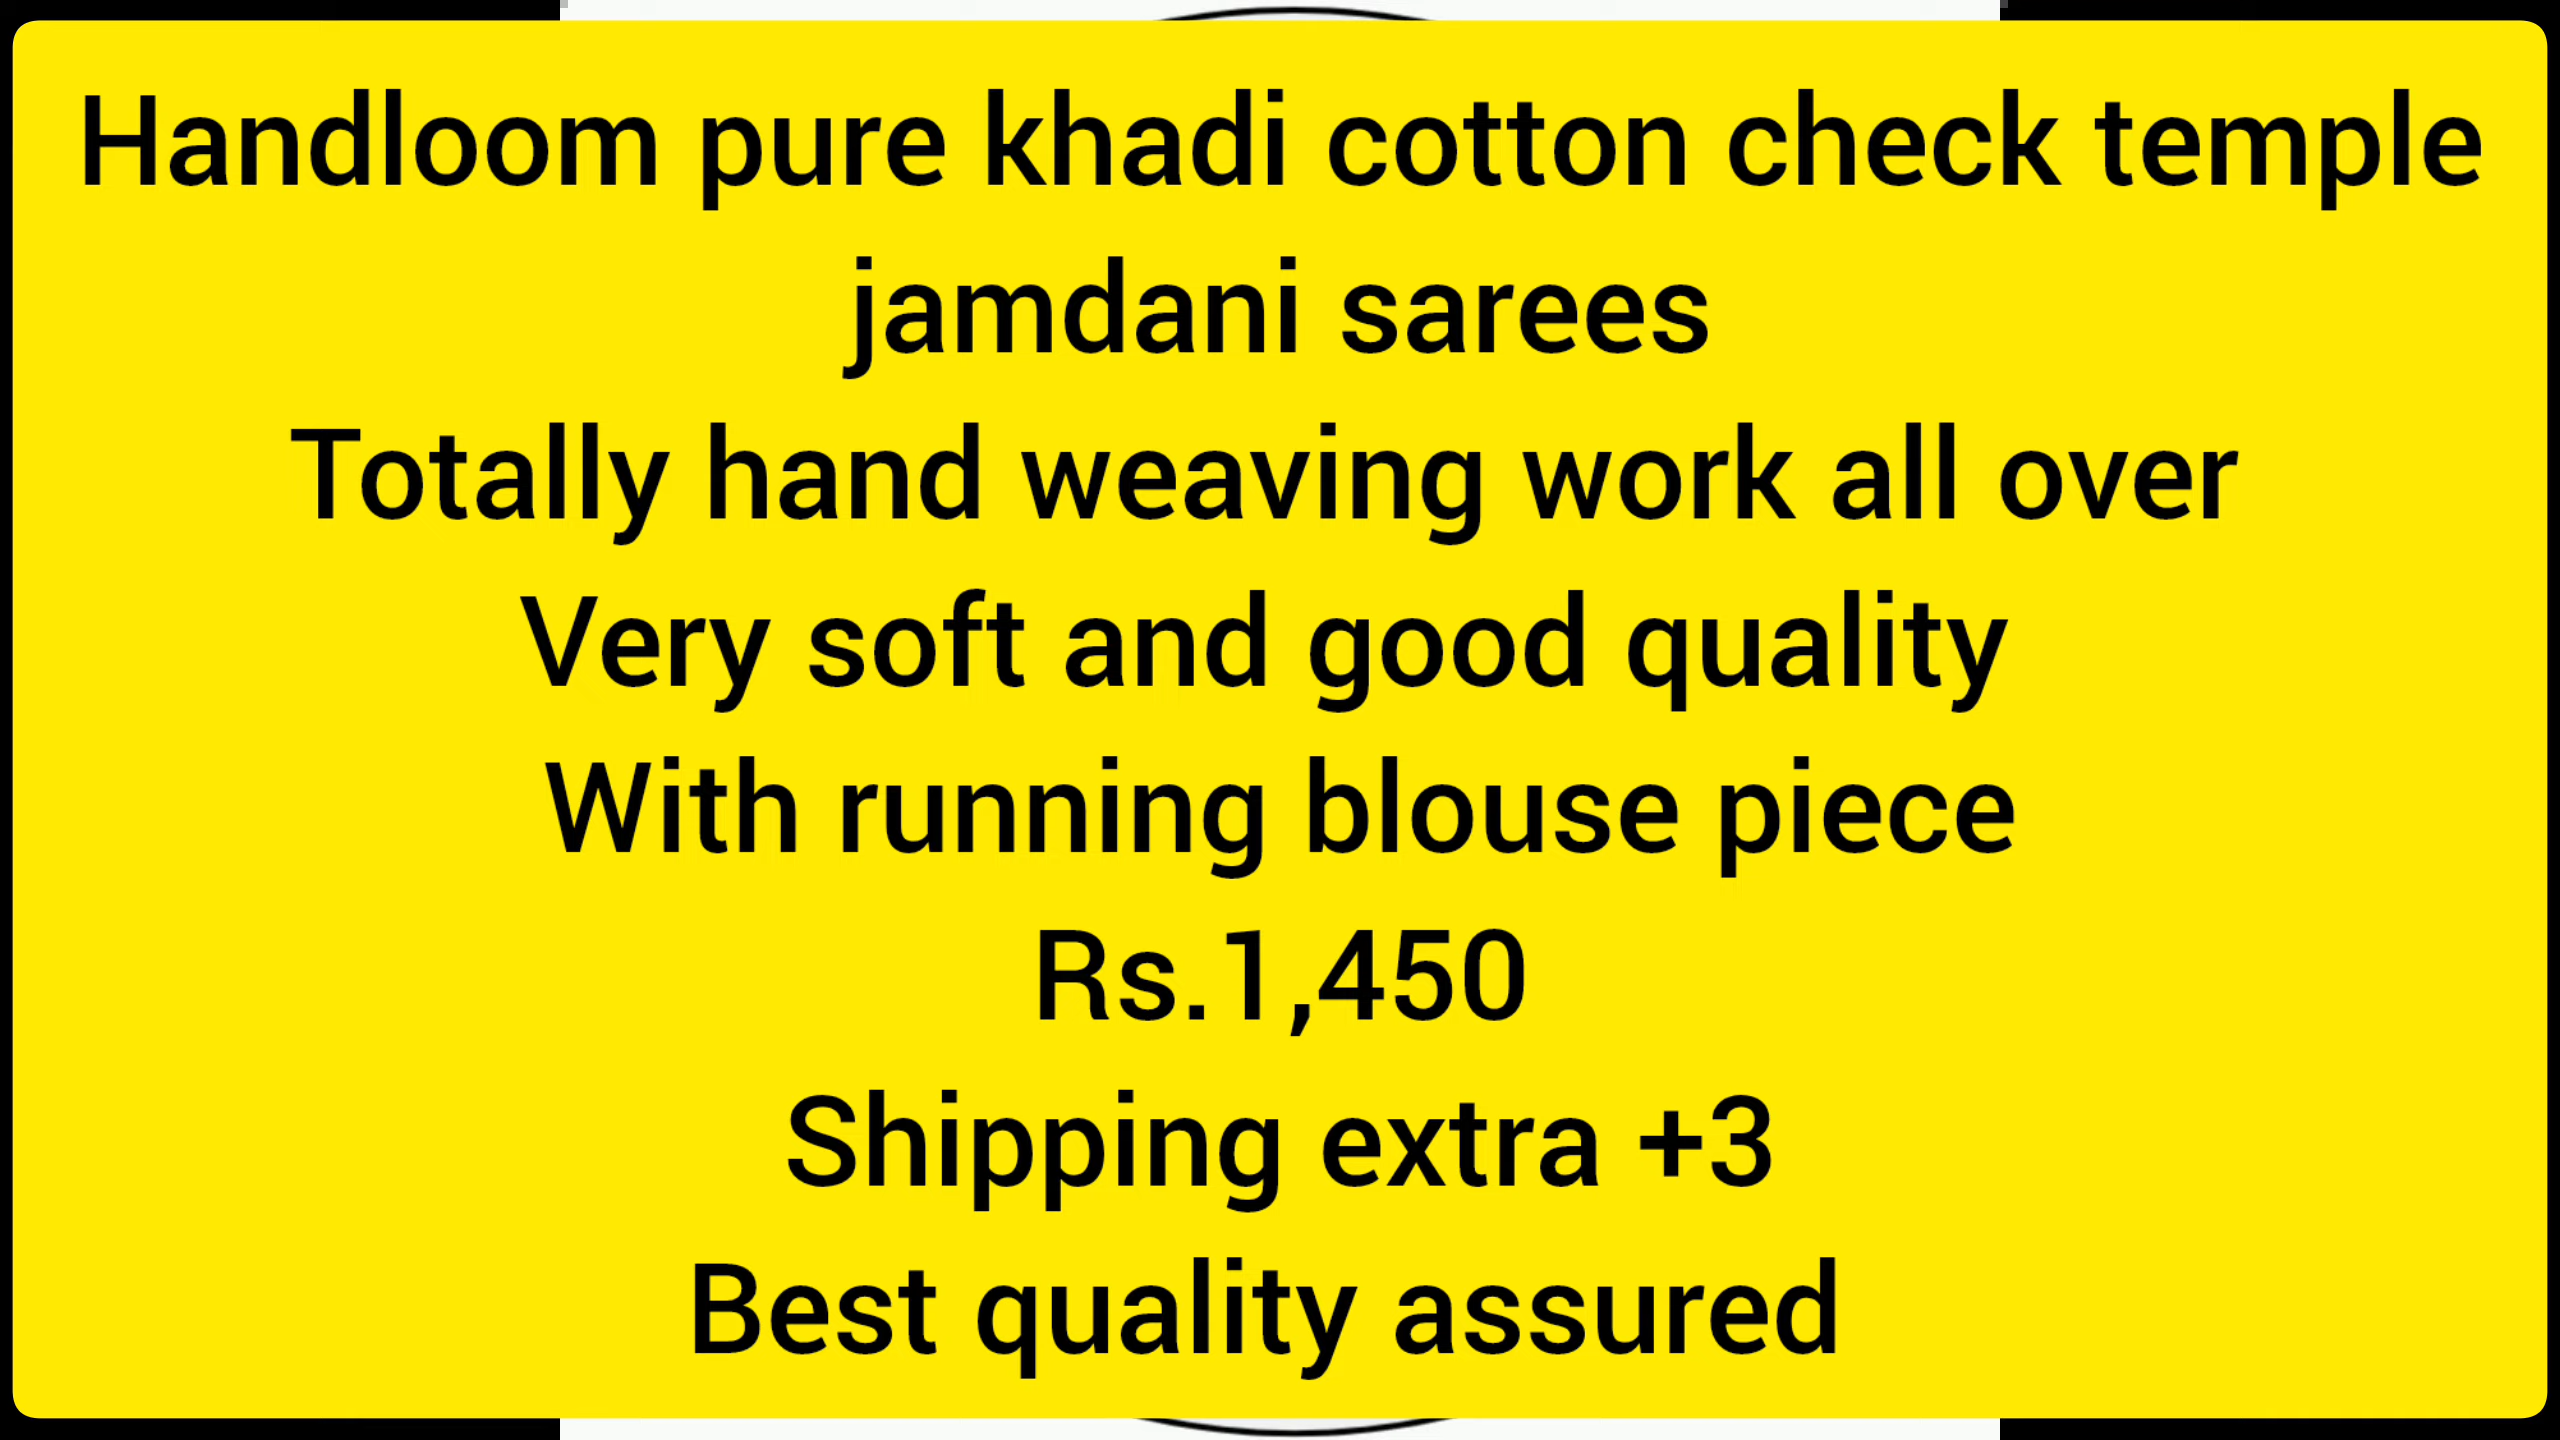 Handloom pure khadi cotton check temple
jamdani sarees
Totally hand weaving work all over
Very soft and good quality
With running blouse piece
Rs.1,450
Shipping extra +3
Best quality assured